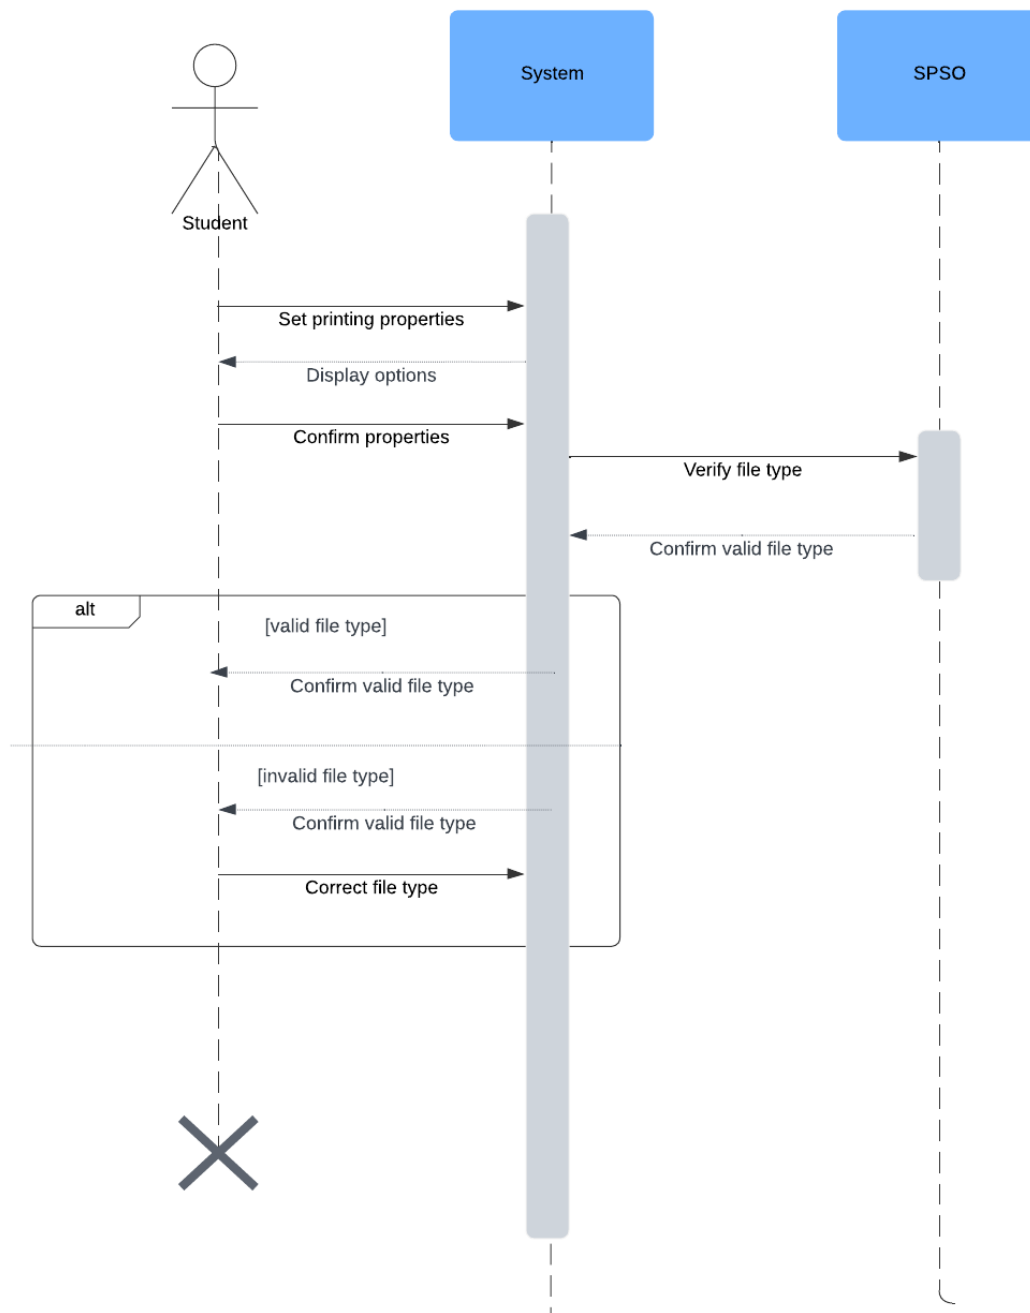 System
SPSO
Student
Set printing properties
Display options
Confirm properties
Verify file type
Confirm valid file type
alt
[valid file type]
Confirm valid file type
[invalid file type]
Confirm valid file type
Correct file type